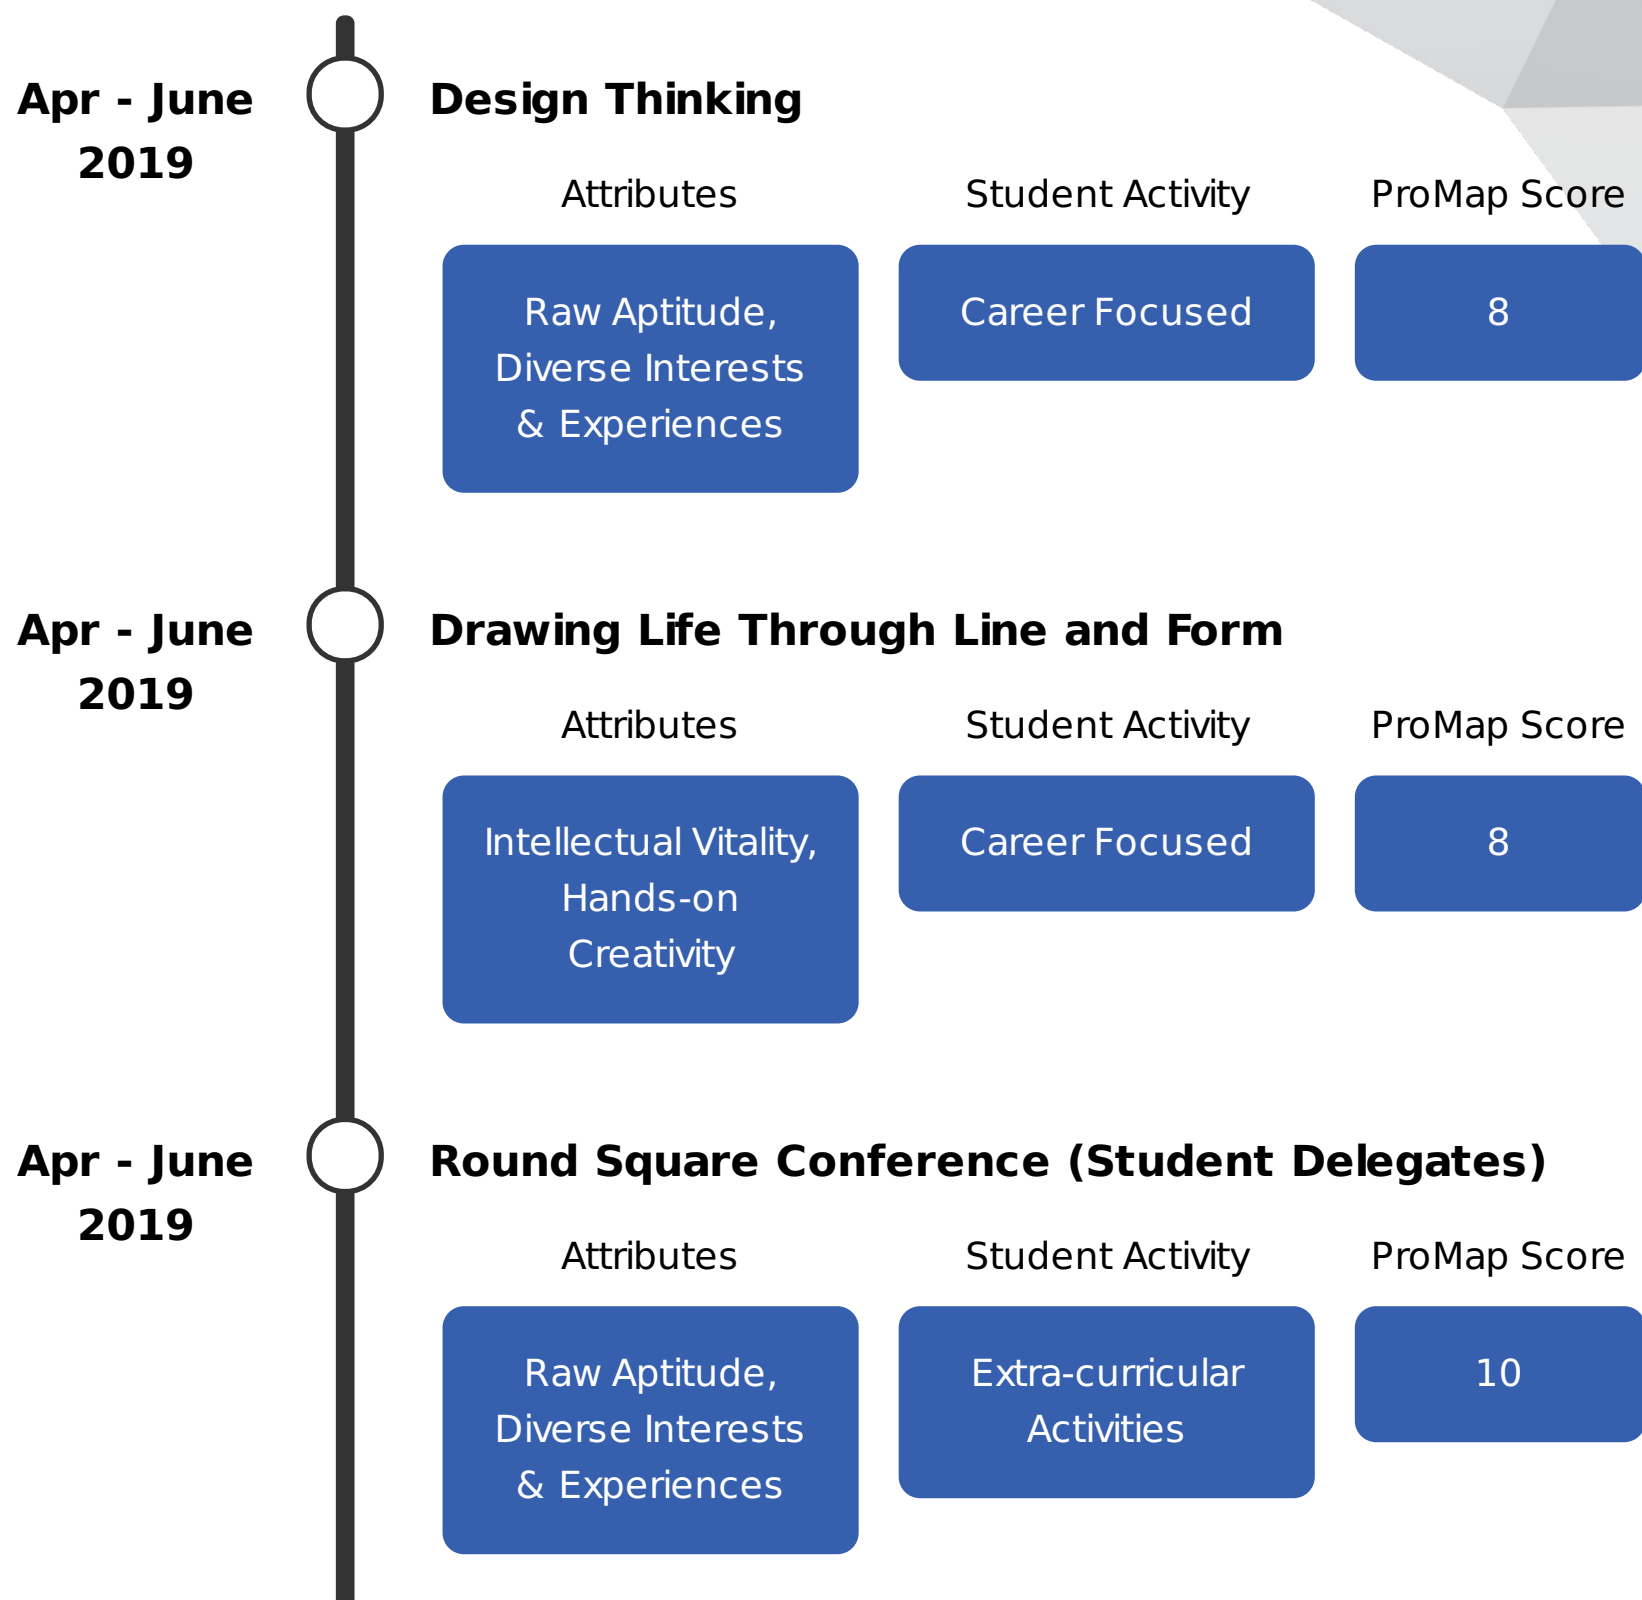 Apr - June
2019
Design Thinking
Attributes
Student Activity
ProMap Score
Raw Aptitude,
Diverse Interests
& Experiences
Career Focused
8
Apr - June
2019
Drawing Life Through Line and Form
Attributes
Student Activity
ProMap Score
Intellectual Vitality,
Hands-on
Creativity
Career Focused
8
Apr - June
2019
Round Square Conference (Student Delegates)
Attributes
Student Activity
ProMap Score
Raw Aptitude,
Diverse Interests
& Experiences
Extra-curricular
Activities
10